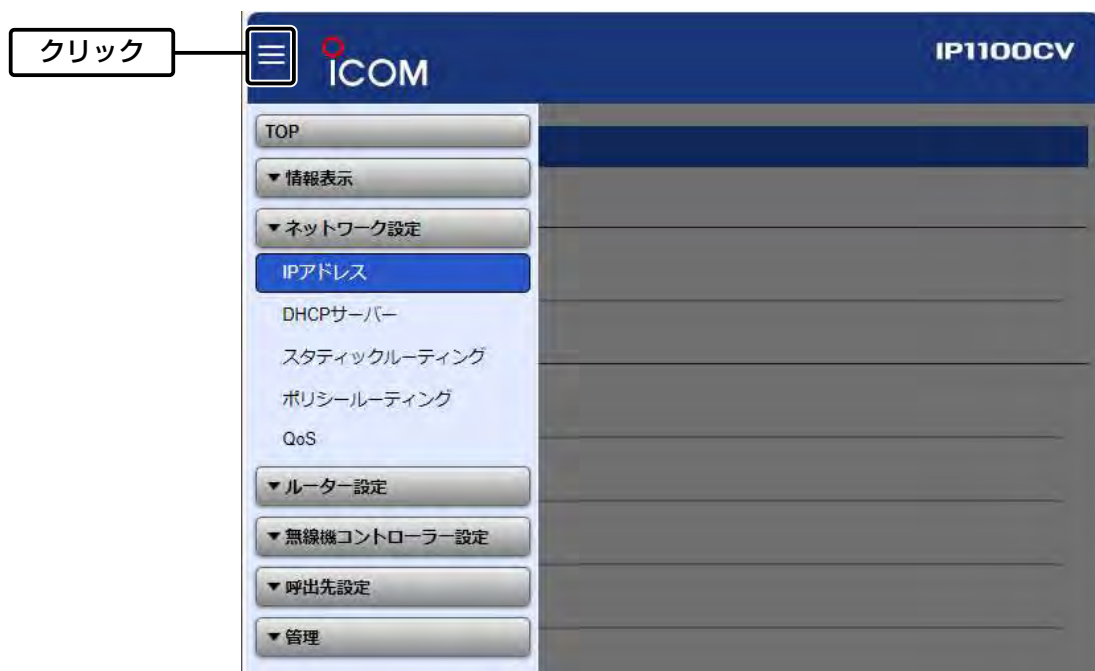 クリック
ICOM
IP1100CV
TOP
▼情報表示
▼ネットワーク設定
IPアドレス
DHCPサーバー
スタティックルーティング
ポリシールーティング
QoS
▼ルーター設定
▼無線機コントローラー設定
▼呼出先設定
▼管理